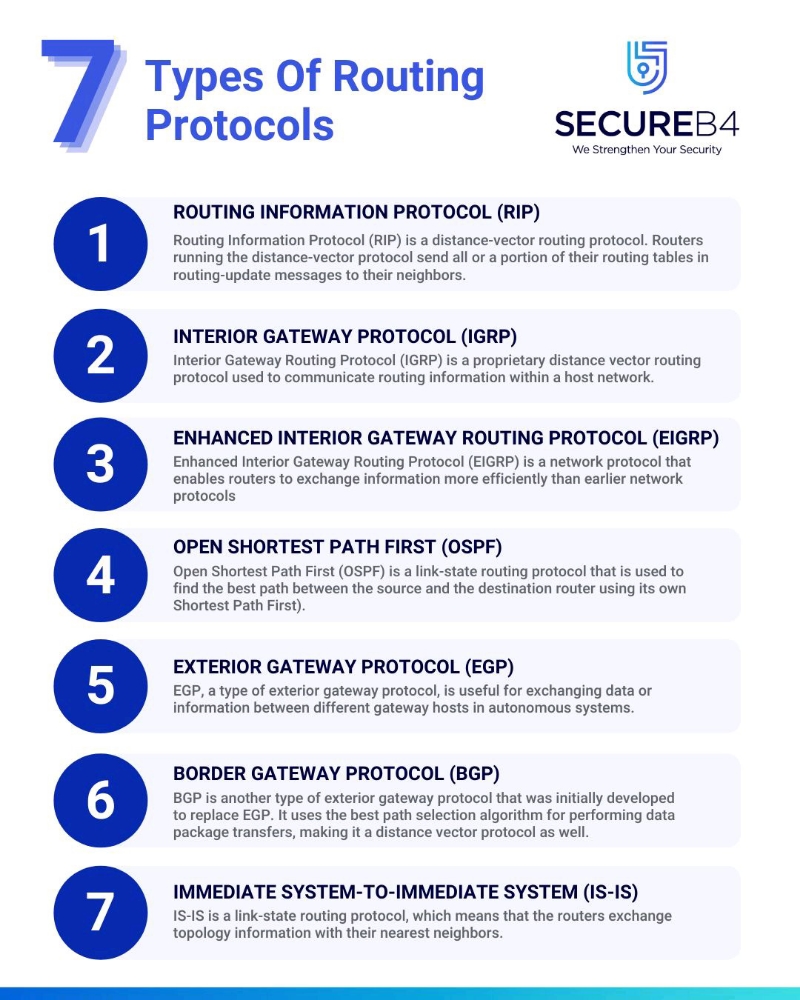 7
Types Of Routing
Protocols
SECUREB4
We Strengthen Your Security
1
ROUTING INFORMATION PROTOCOL (RIP)
Routing Information Protocol (RIP) is a distance-vector routing protocol. Routers
running the distance-vector protocol send all or a portion of their routing tables in
routing-update messages to their neighbors.
2
INTERIOR GATEWAY PROTOCOL (IGRP)
Interior Gateway Routing Protocol (IGRP) is a proprietary distance vector routing
protocol used to communicate routing information within a host network.
3
ENHANCED INTERIOR GATEWAY ROUTING PROTOCOL (EIGRP)
Enhanced Interior Gateway Routing Protocol (EIGRP) is a network protocol that
enables routers to exchange information more efficiently than earlier network
protocols
4
OPEN SHORTEST PATH FIRST (OSPF)
Open Shortest Path First (OSPF) is a link-state routing protocol that is used to
find the best path between the source and the destination router using its own
Shortest Path First).
5
EXTERIOR GATEWAY PROTOCOL (EGP)
EGP, a type of exterior gateway protocol, is useful for exchanging data or
information between different gateway hosts in autonomous systems.
6
BORDER GATEWAY PROTOCOL (BGP)
BGP is another type of exterior gateway protocol that was initially developed
to replace EGP. It uses the best path selection algorithm for performing data
package transfers, making it a distance vector protocol as well.
7
IMMEDIATE SYSTEM-TO-IMMEDIATE SYSTEM (IS-IS)
IS-IS is a link-state routing protocol, which means that the routers exchange
topology information with their nearest neighbors.